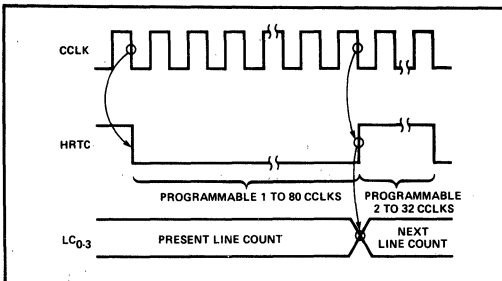 CCLK
HRTC
PROGRAMMABLE 1 TO 80 CCLKS
PROGRAMMABLE
2 TO 32 CCLKS
LC0-3
PRESENT LINE COUNT
NEXT
LINE COUNT